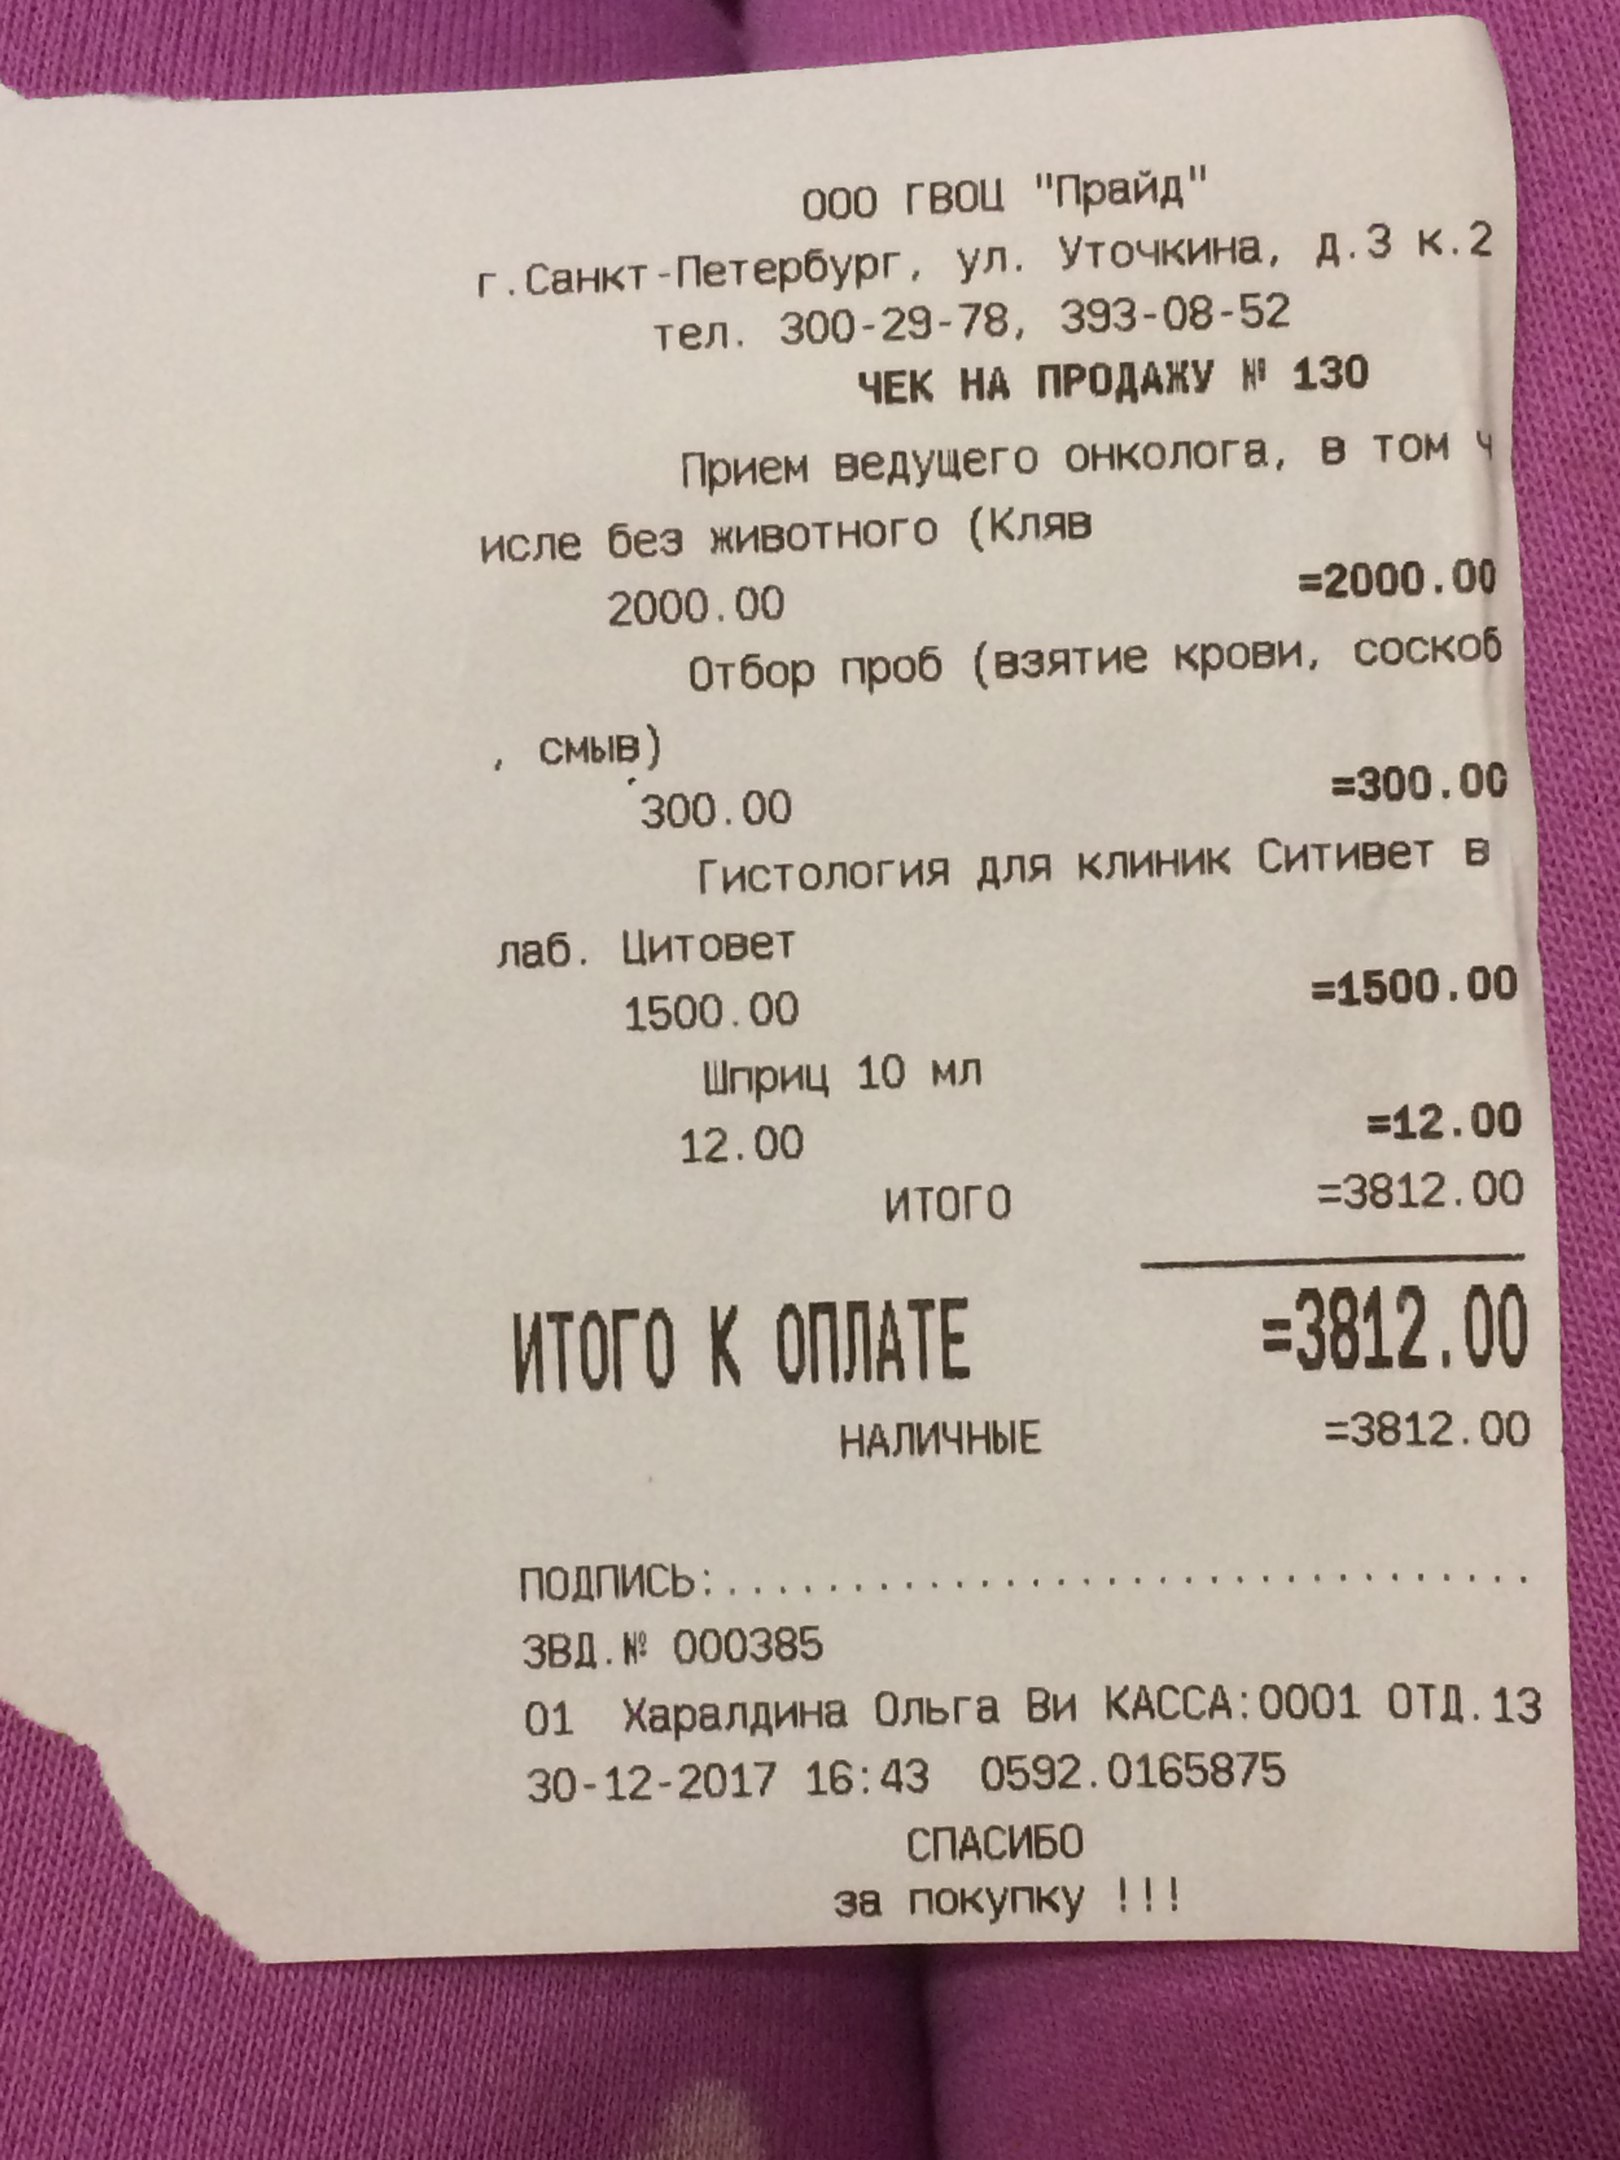 ООО ГВОЦ "Прайд"
г.Санкт-Петербург, ул. Уточкина, д.3 к.2
тел. 300-29-78, 393-08-52
ЧЕК НА ПРОДАЖУ № 130
Прием ведущего онколога, в том ч
исле без животного (Кляв
2000.00 =2000.00
Отбор проб (взятие крови, соскоб
, смыв)
300.00 =300.00
Гистология для клиник Ситивет в
лаб. Цитовет
1500.00 =1500.00
Шприц 10 мл
12.00 =12.00
ИТОГО =3812.00
ИТОГО К ОПЛАТЕ =3812.00
НАЛИЧНЫЕ =3812.00
ПОДПИСЬ:................................
ЗВД.№ 000385
01 Харалдина Ольга Ви КАССА:0001 ОТД.13
30-12-2017 16:43 0592.0165875
СПАСИБО
за покупку !!!